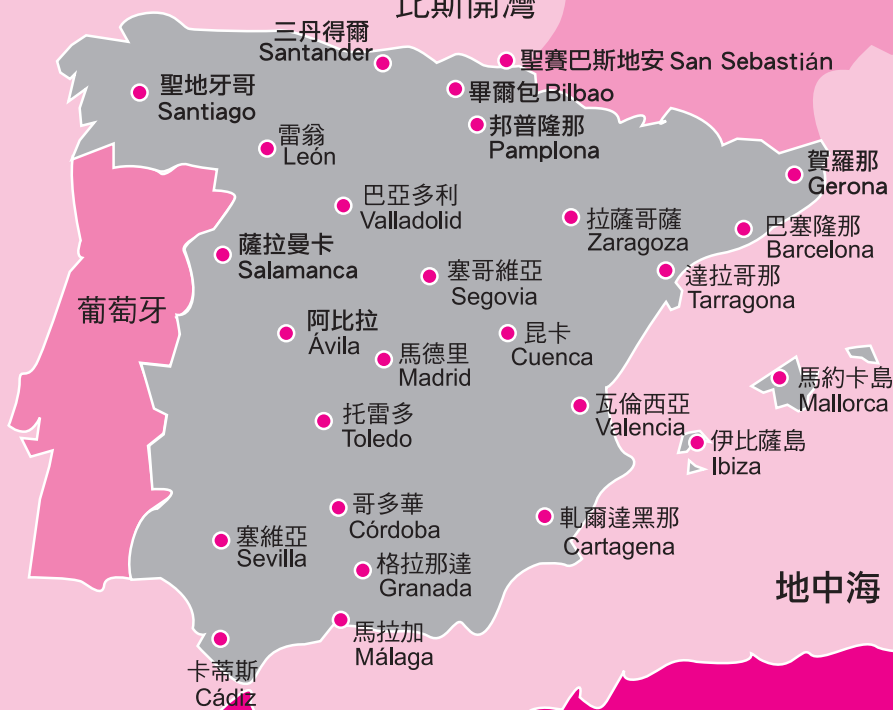 比斯開灣
三丹得爾
Santander
聖賽巴斯地安 San Sebastián
聖地牙哥
Santiago
畢爾包 Bilbao
邦普隆那
Pamplona
雷翁
León
賀羅那
Gerona
巴亞多利
Valladolid
拉薩哥薩
Zaragoza
巴塞隆那
Barcelona
薩拉曼卡
Salamanca
塞哥維亞
Segovia
達拉哥那
Tarragona
葡萄牙
阿比拉
Ávila
昆卡
Cuenca
馬德里
Madrid
馬約卡島
Mallorca
托雷多
Toledo
瓦倫西亞
Valencia
伊比薩島
Ibiza
哥多華
Córdoba
軋爾達黑那
Cartagena
塞維亞
Sevilla
格拉那達
Granada
地中海
馬拉加
Málaga
卡蒂斯
Cádiz